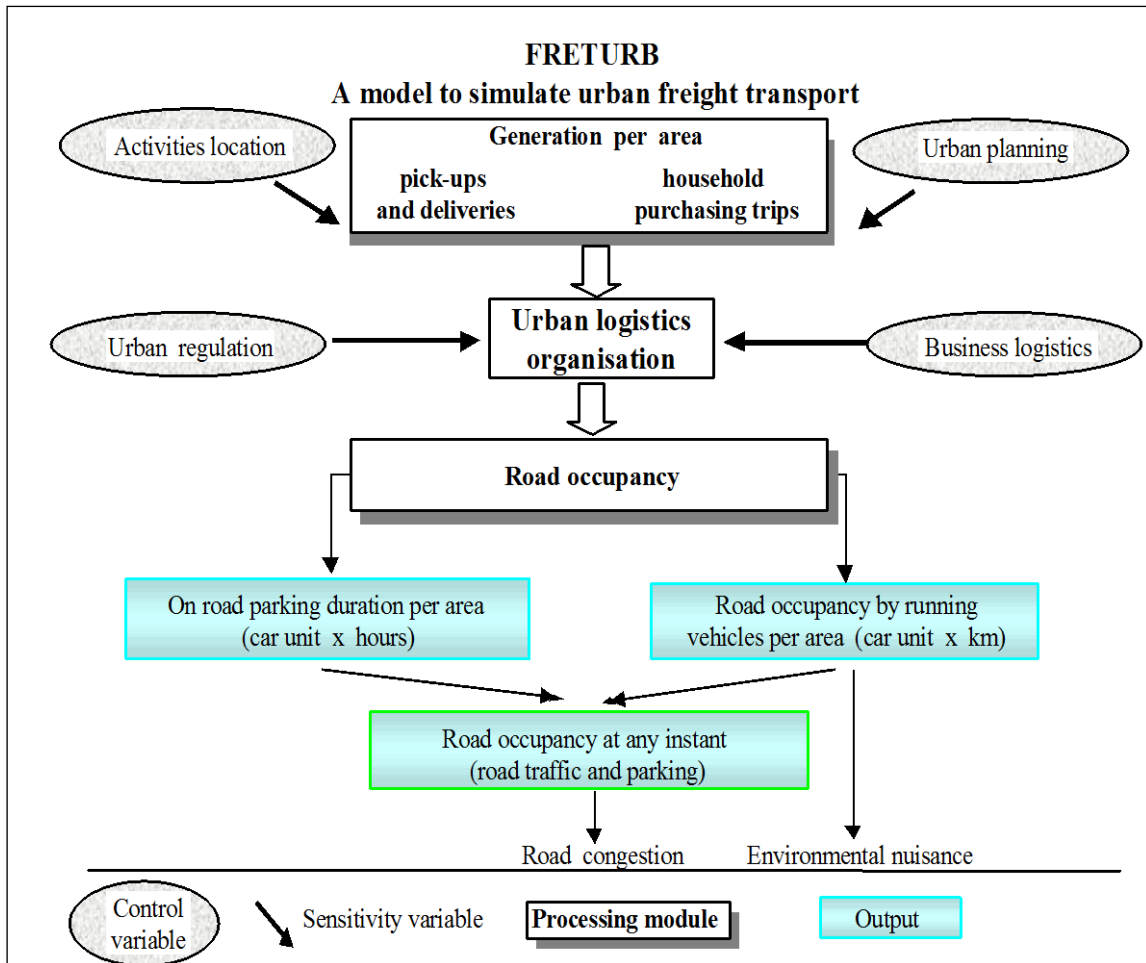 FRETURB
A model to simulate urban freight transport
Activities location
Generation per area
Urban planning
pick-ups
and deliveries
household
purchasing trips
Urban regulation
Urban logistics
organisation
Business logistics
Road occupancy
On road parking duration per area
(car unit x hours)
Road occupancy by running
vehicles per area (car unit x km)
Road occupancy at any instant
(road traffic and parking)
Road congestion
Environmental nuisance
Control
variable
Sensitivity variable
Processing module
Output